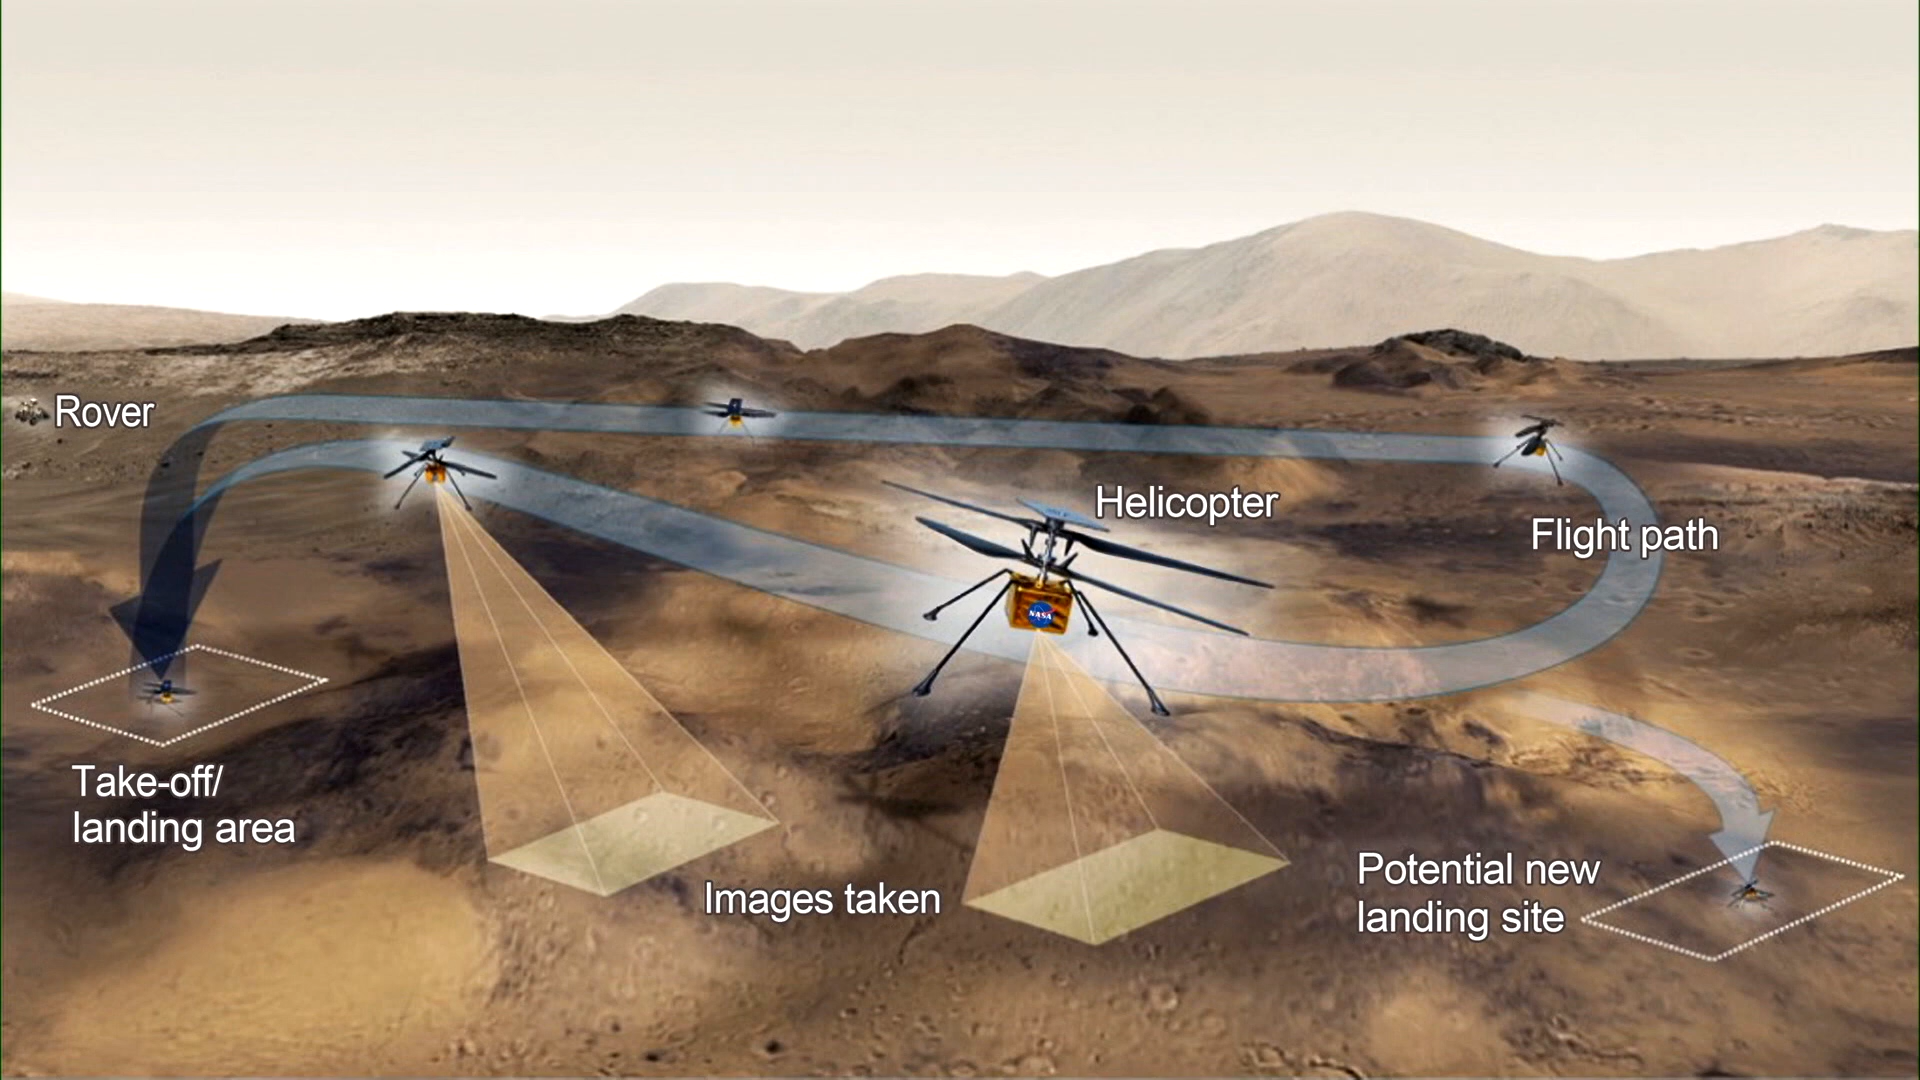 Rover
Helicopter
Flight path
NASA
Take-off/
landing area
Images taken
Potential new
landing site